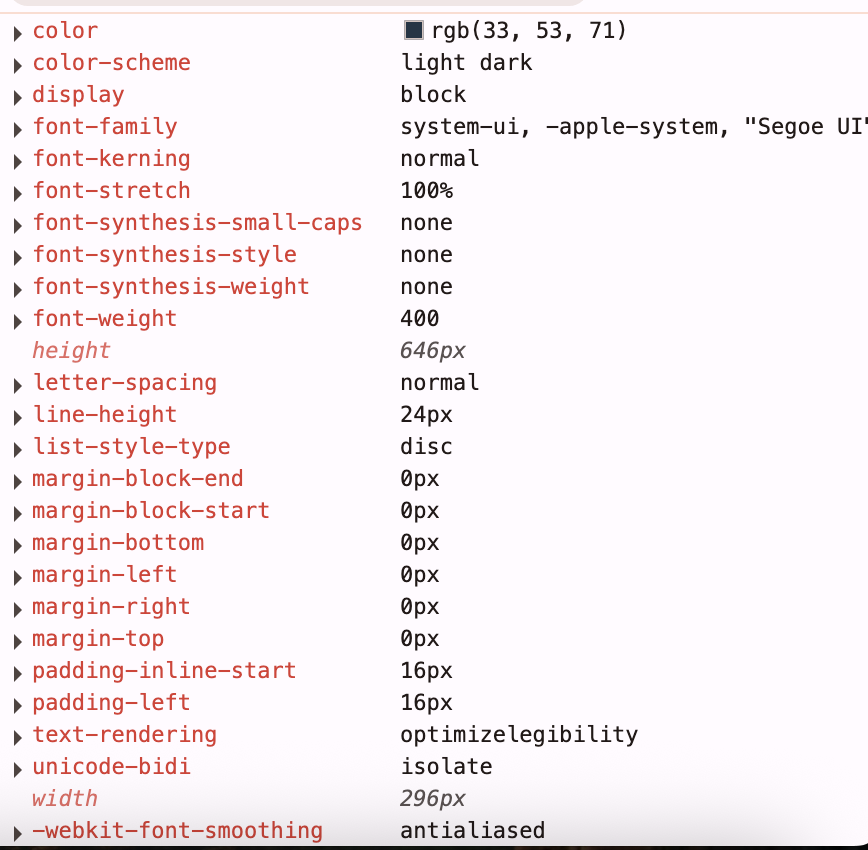 color rgb(33, 53, 71)
color-scheme light dark
display block
font-family system-ui, -apple-system, "Segoe UI"
font-kerning normal
font-stretch 100%
font-synthesis-small-caps none
font-synthesis-style none
font-synthesis-weight none
font-weight 400
height 646px
letter-spacing normal
line-height 24px
list-style-type disc
margin-block-end 0px
margin-block-start 0px
margin-bottom 0px
margin-left 0px
margin-right 0px
margin-top 0px
padding-inline-start 16px
padding-left 16px
text-rendering optimizelegibility
unicode-bidi isolate
width 296px
-webkit-font-smoothing antialiased